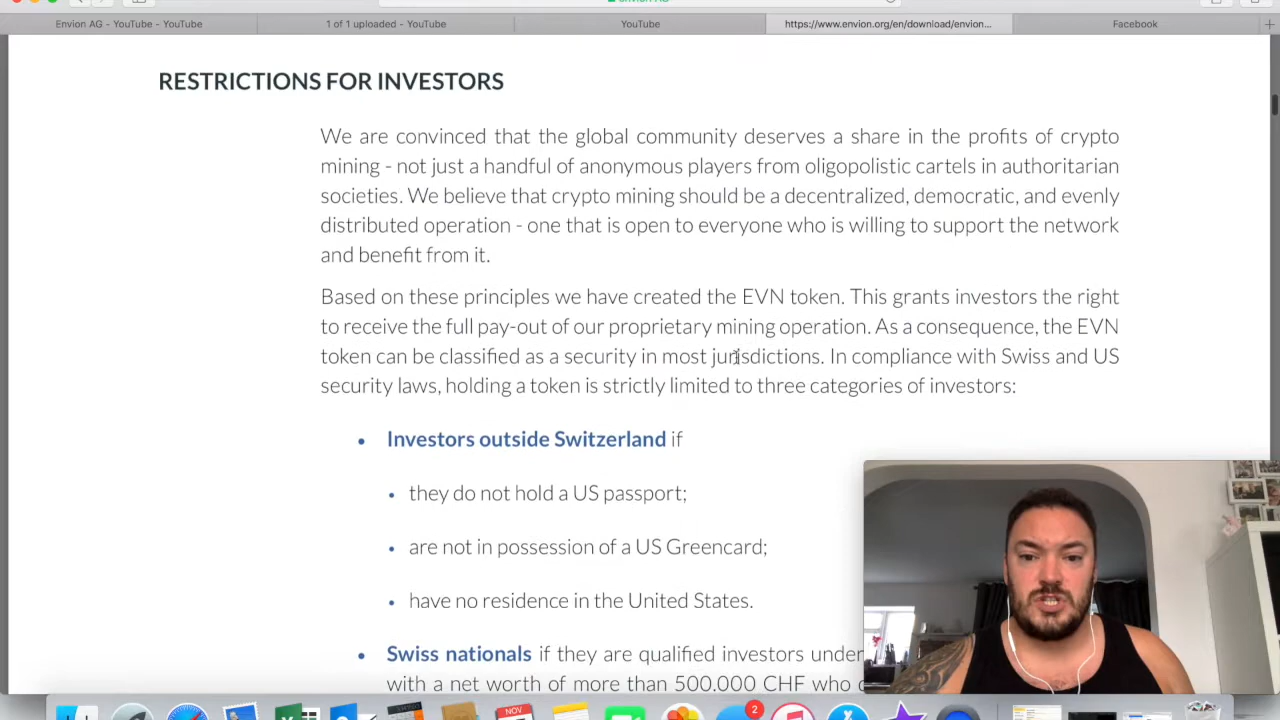 envion AG
Envion AG - YouTube - YouTube
1 of 1 uploaded - YouTube
YouTube
https://www.envion.org/en/download/envion...
Facebook
RESTRICTIONS FOR INVESTORS
We are convinced that the global community deserves a share in the profits of crypto
mining - not just a handful of anonymous players from oligopolistic cartels in authoritarian
societies. We believe that crypto mining should be a decentralized, democratic, and evenly
distributed operation - one that is open to everyone who is willing to support the network
and benefit from it.
Based on these principles we have created the EVN token. This grants investors the right
to receive the full pay-out of our proprietary mining operation. As a consequence, the EVN
token can be classified as a security in most jurisdictions. In compliance with Swiss and US
security laws, holding a token is strictly limited to three categories of investors:
• Investors outside Switzerland if
• they do not hold a US passport;
• are not in possession of a US Greencard;
• have no residence in the United States.
• Swiss nationals if they are qualified investors under
with a net worth of more than 500.000 CHF who
NOV
2